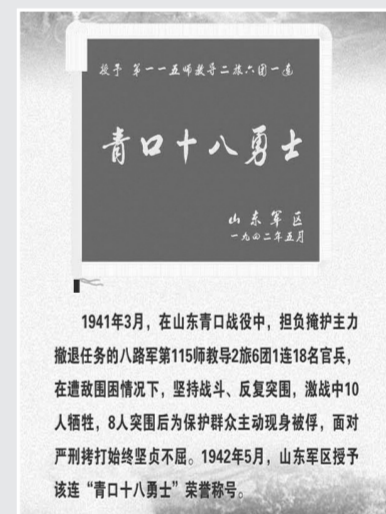 授予 第一一五师教导二旅六团一连
青口十八勇士
山东军区
一九四二年五月
1941年3月，在山东青口战役中，担负掩护主力
撤退任务的八路军第115师教导2旅6团1连18名官兵，
在遭敌围困情况下，坚持战斗、反复突围，激战中10
人牺牲，8人突围后为保护群众主动现身被俘，面对
严刑拷打始终坚贞不屈。1942年5月，山东军区授予
该连“青口十八勇士”荣誉称号。